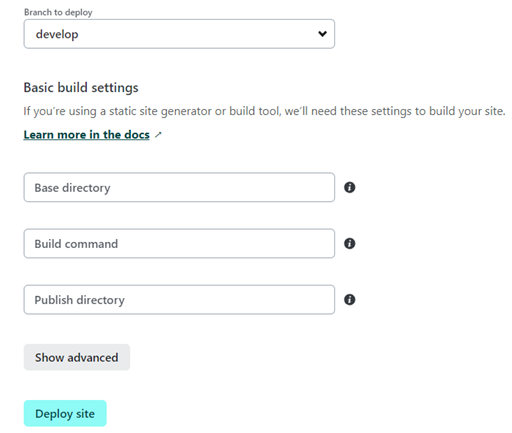 Branch to deploy
develop
Basic build settings
If you're using a static site generator or build tool, we'll need these settings to build your site.
Learn more in the docs ↗
Base directory
Build command
Publish directory
Show advanced
Deploy site